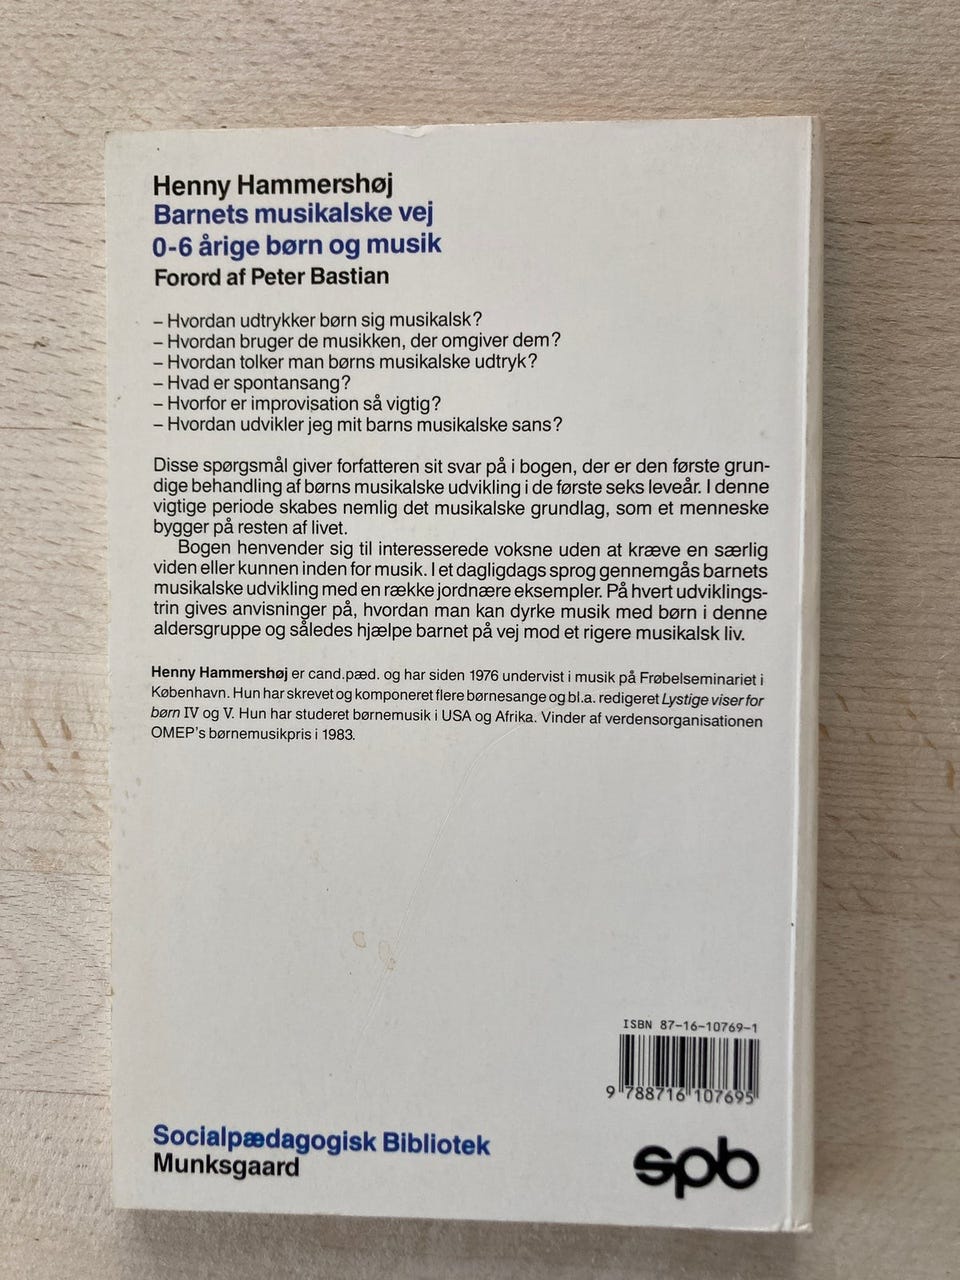 Henny Hammershøj
Barnets musikalske vej
0-6 årige børn og musik
Forord af Peter Bastian
– Hvordan udtrykker børn sig musikalsk?
– Hvordan bruger de musikken, der omgiver dem?
– Hvordan tolker man børns musikalske udtryk?
– Hvad er spontansang?
– Hvorfor er improvisation så vigtig?
– Hvordan udvikler jeg mit barns musikalske sans?
Disse spørgsmål giver forfatteren sit svar på i bogen, der er den første grun-
dige behandling af børns musikalske udvikling i de første seks leveår. I denne
vigtige periode skabes nemlig det musikalske grundlag, som et menneske
bygger på resten af livet.
Bogen henvender sig til interesserede voksne uden at kræve en særlig
viden eller kunnen inden for musik. I et dagligdags sprog gennemgås barnets
musikalske udvikling med en række jordnære eksempler. På hvert udviklings-
trin gives anvisninger på, hvordan man kan dyrke musik med børn i denne
aldersgruppe og således hjælpe barnet på vej mod et rigere musikalsk liv.
Henny Hammershøj er cand.pæd. og har siden 1976 undervist i musik på Frøbelseminariet i
København. Hun har skrevet og komponeret flere børnesange og bl.a. redigeret Lystige viser for
børn IV og V. Hun har studeret børnemusik i USA og Afrika. Vinder af verdensorganisationen
OMEP's børnemusikpris i 1983.
ISBN 87-16-10769-1
9 788716 107695
Socialpædagogisk Bibliotek
Munksgaard
spb